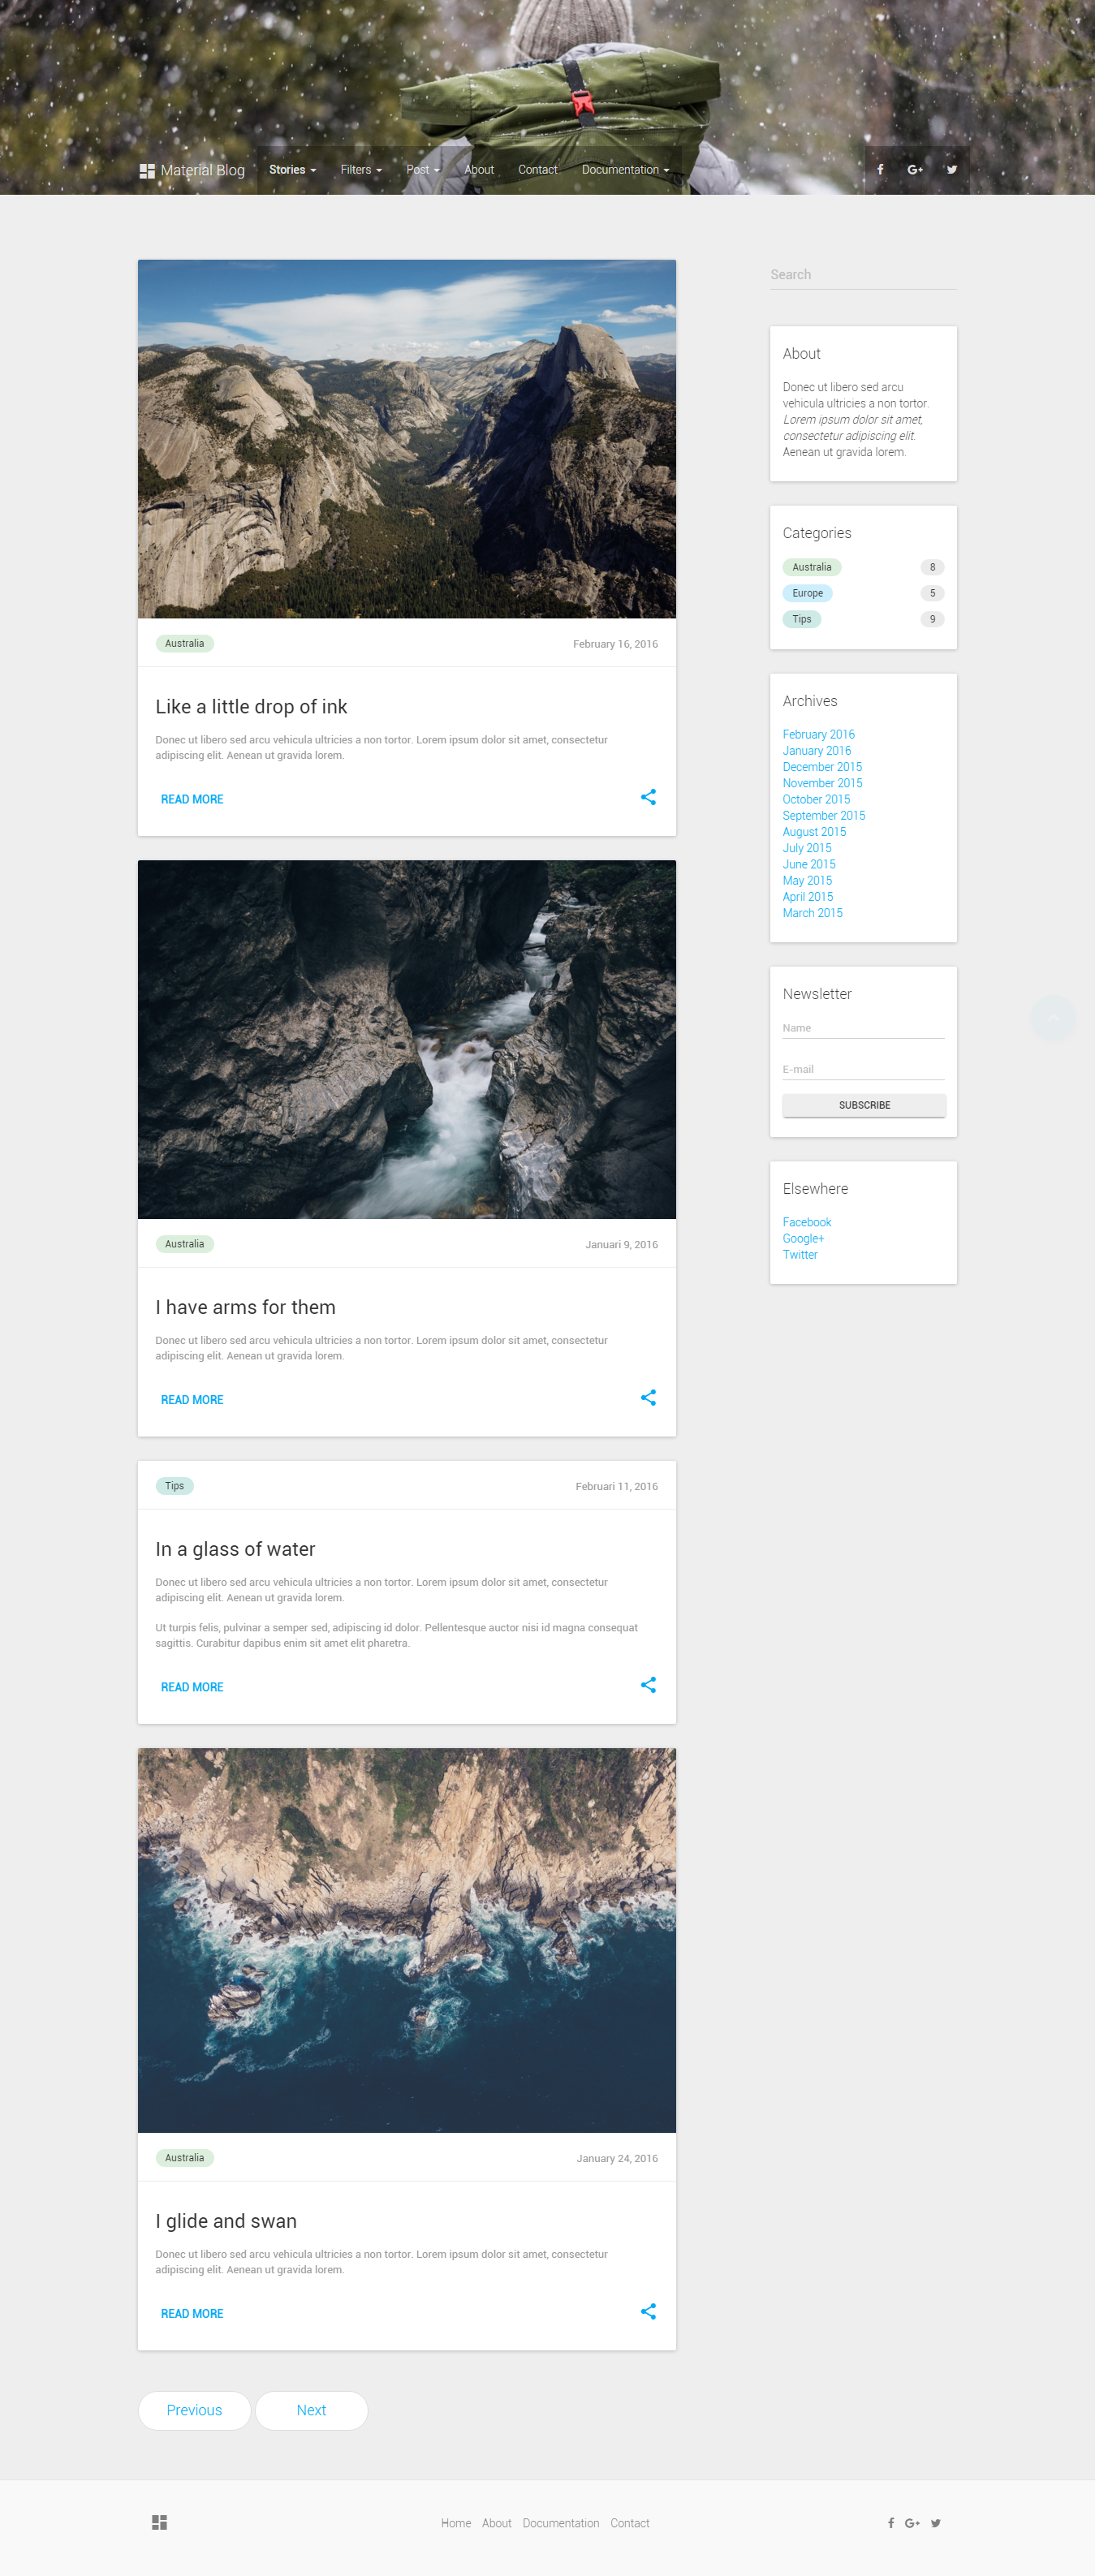 Material Blog Stories Filters Post About Contact Documentation
Australia
February 16, 2016
Like a little drop of ink
Donec ut libero sed arcu vehicula ultricies a non tortor. Lorem ipsum dolor sit amet, consectetur
adipiscing elit. Aenean ut gravida lorem.
READ MORE
Australia
Januari 9, 2016
I have arms for them
Donec ut libero sed arcu vehicula ultricies a non tortor. Lorem ipsum dolor sit amet, consectetur
adipiscing elit. Aenean ut gravida lorem.
READ MORE
Tips
Februari 11, 2016
In a glass of water
Donec ut libero sed arcu vehicula ultricies a non tortor. Lorem ipsum dolor sit amet, consectetur
adipiscing elit. Aenean ut gravida lorem.
Ut turpis felis, pulvinar a semper sed, adipiscing id dolor. Pellentesque auctor nisi id magna consequat
sagittis. Curabitur dapibus enim sit amet elit pharetra.
READ MORE
Australia
January 24, 2016
I glide and swan
Donec ut libero sed arcu vehicula ultricies a non tortor. Lorem ipsum dolor sit amet, consectetur
adipiscing elit. Aenean ut gravida lorem.
READ MORE
Previous Next
Search
About
Donec ut libero sed arcu
vehicula ultricies a non tortor.
Lorem ipsum dolor sit amet,
consectetur adipiscing elit.
Aenean ut gravida lorem.
Categories
Australia 8
Europe 5
Tips 9
Archives
February 2016
January 2016
December 2015
November 2015
October 2015
September 2015
August 2015
July 2015
June 2015
May 2015
April 2015
March 2015
Newsletter
Name
E-mail
SUBSCRIBE
Elsewhere
Facebook
Google+
Twitter
Home About Documentation Contact